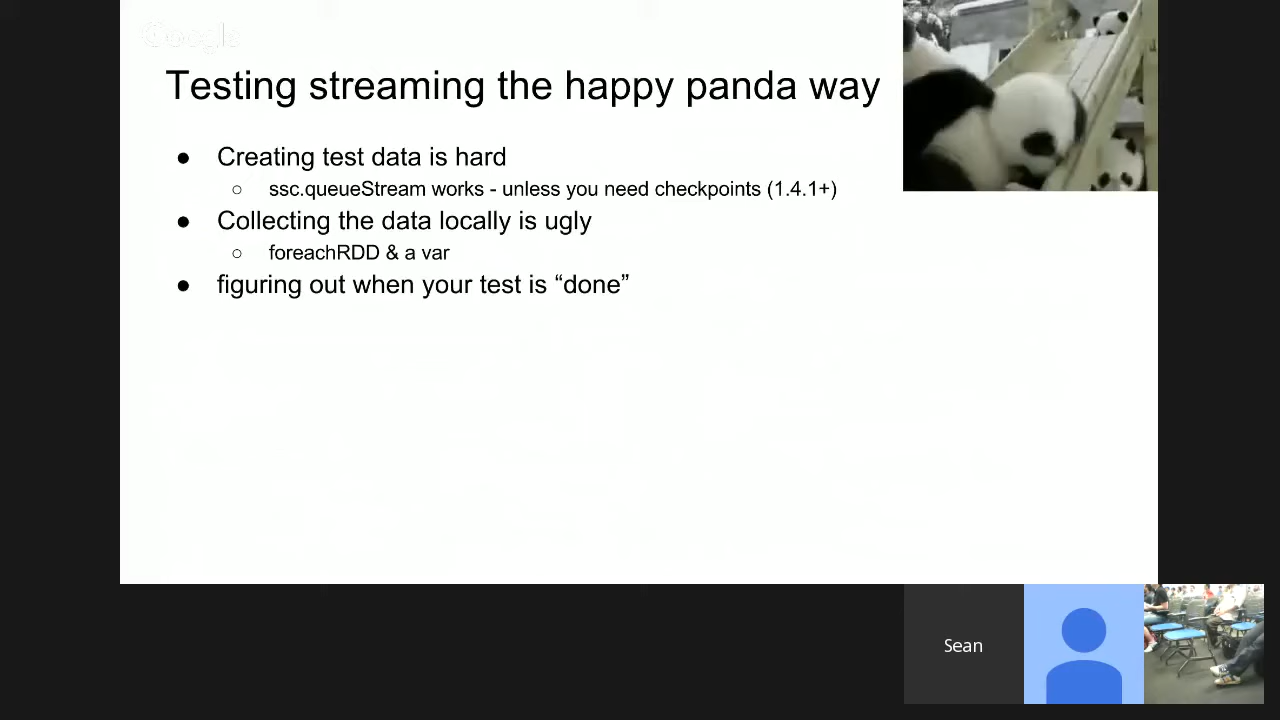 Google
Testing streaming the happy panda way
● Creating test data is hard
○ ssc.queueStream works - unless you need checkpoints (1.4.1+)
● Collecting the data locally is ugly
○ foreachRDD & a var
● figuring out when your test is “done”
Sean